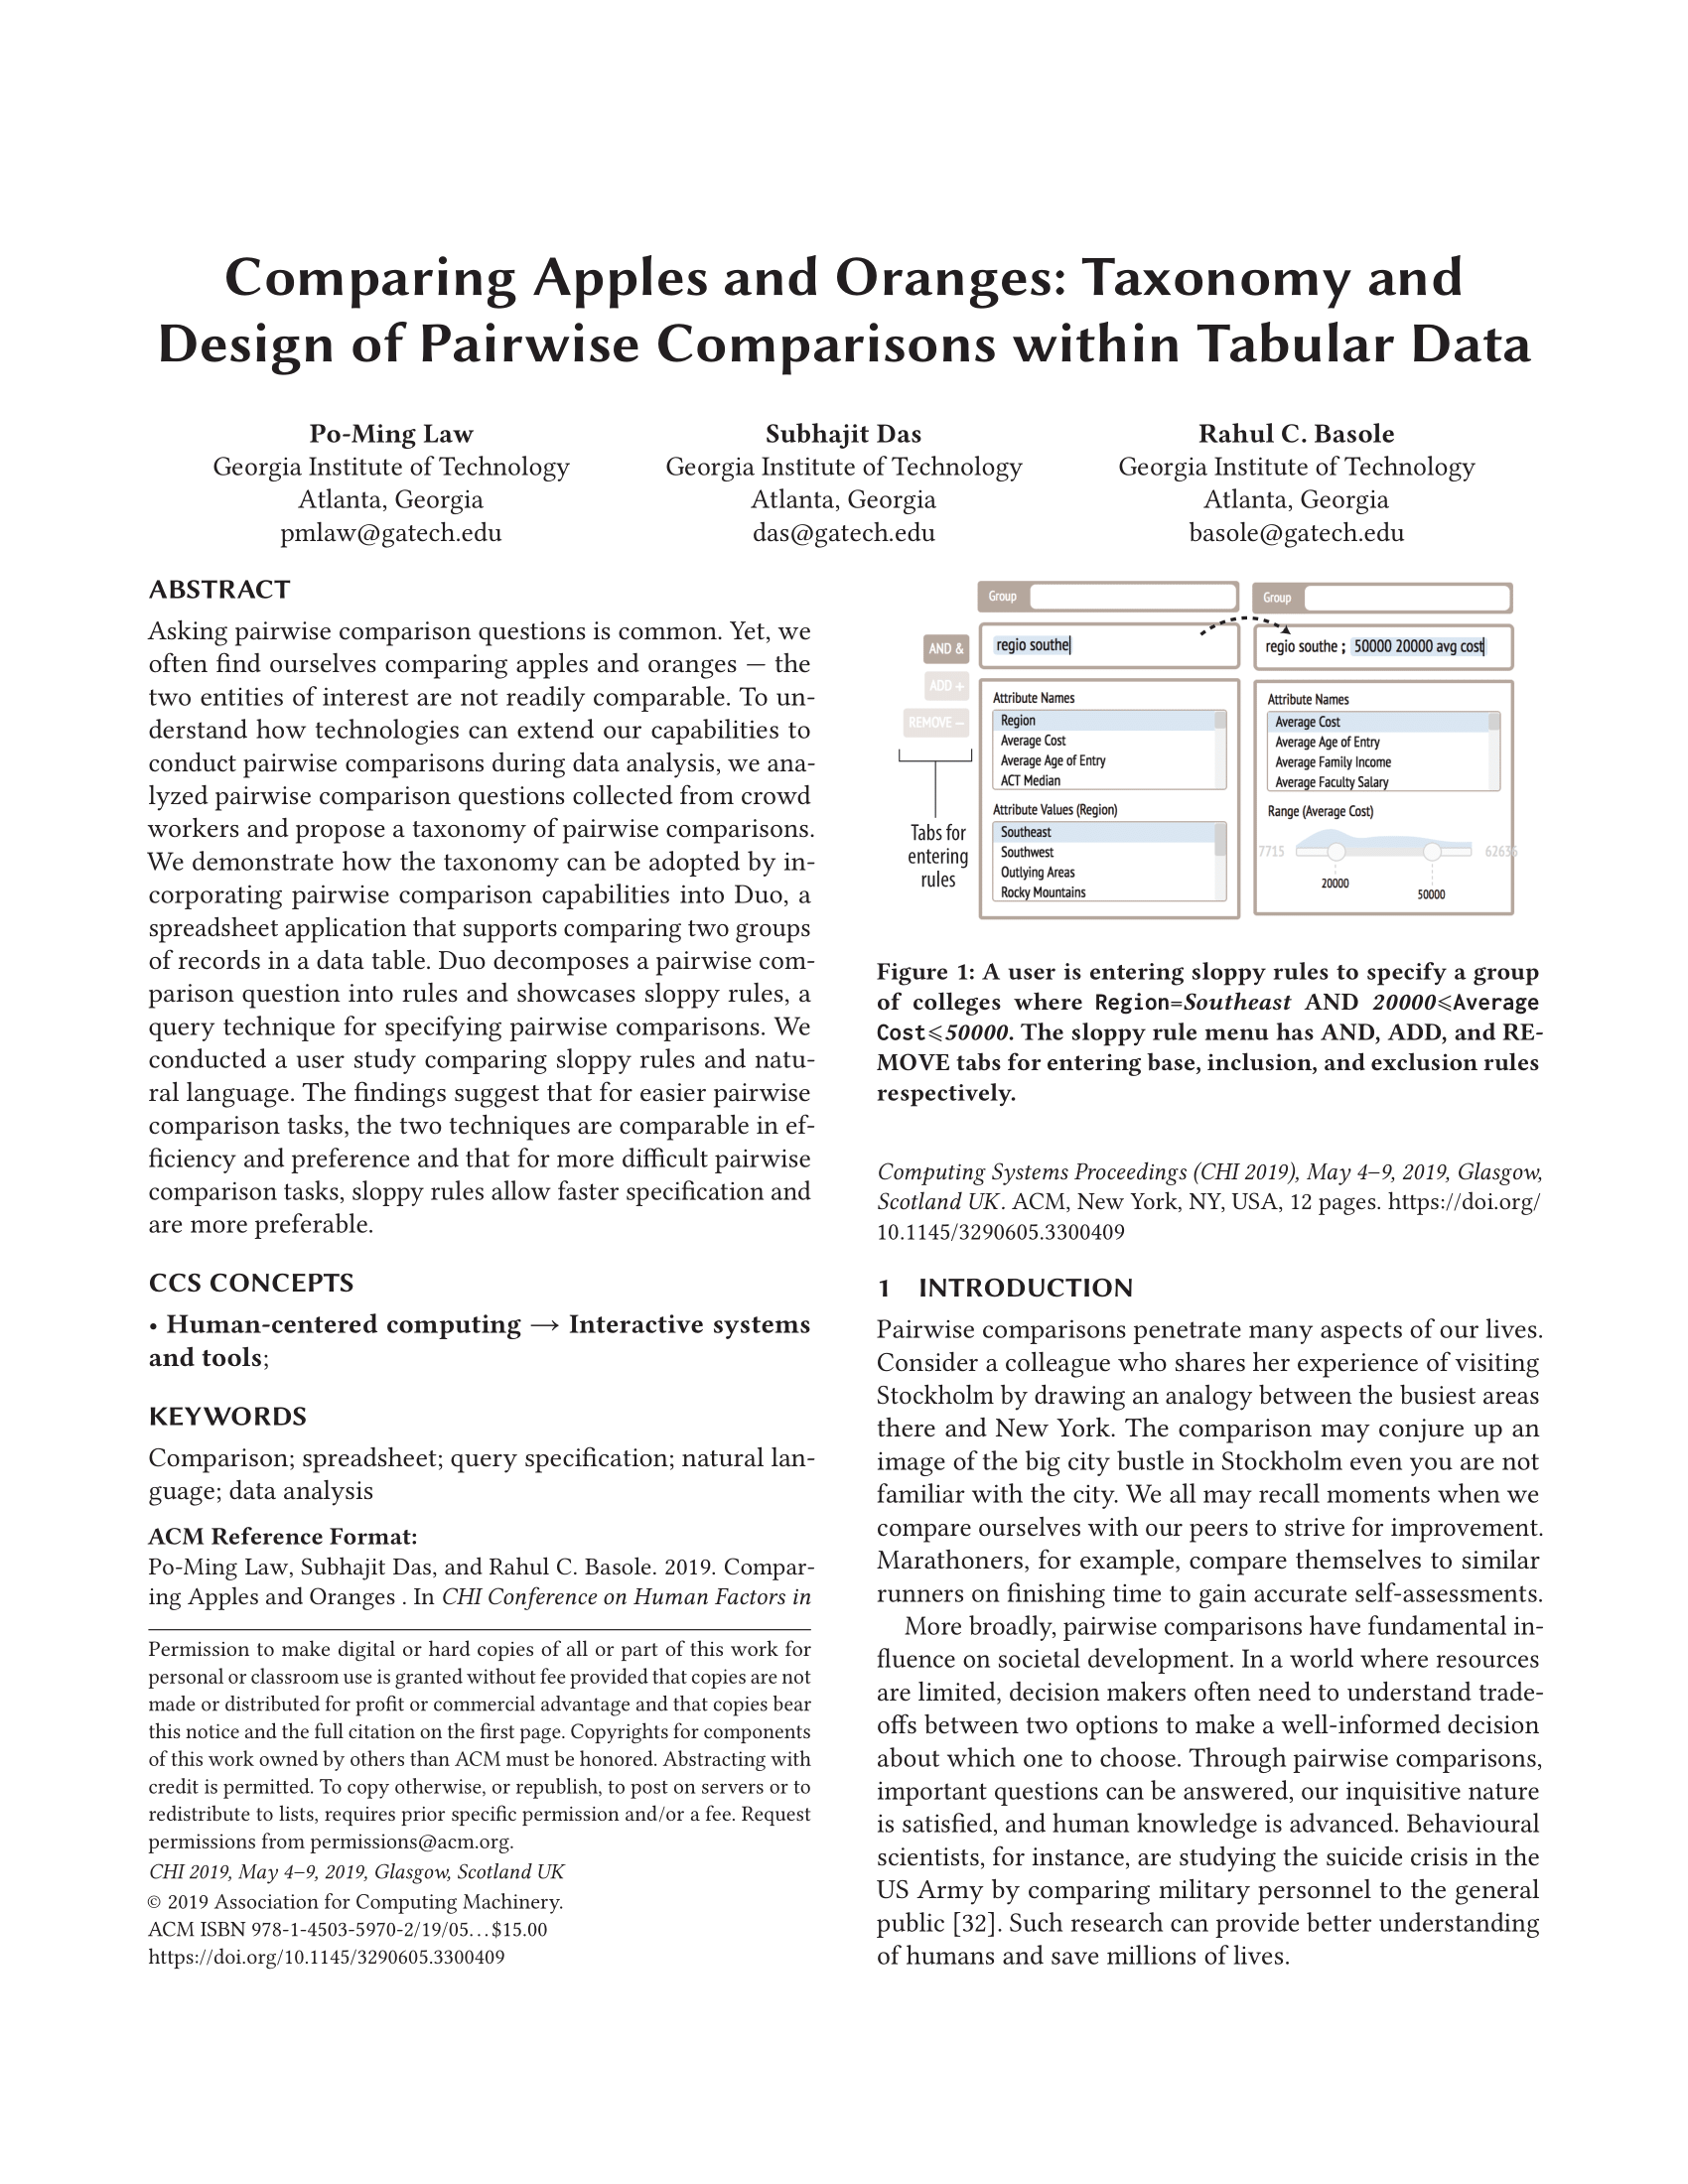 Comparing Apples and Oranges: Taxonomy and
Design of Pairwise Comparisons within Tabular Data
Po-Ming Law
Georgia Institute of Technology
Atlanta, Georgia
pmlaw@gatech.edu
Subhajit Das
Georgia Institute of Technology
Atlanta, Georgia
das@gatech.edu
Rahul C. Basole
Georgia Institute of Technology
Atlanta, Georgia
basole@gatech.edu
ABSTRACT
Asking pairwise comparison questions is common. Yet, we
often find ourselves comparing apples and oranges — the
two entities of interest are not readily comparable. To un-
derstand how technologies can extend our capabilities to
conduct pairwise comparisons during data analysis, we ana-
lyzed pairwise comparison questions collected from crowd
workers and propose a taxonomy of pairwise comparisons.
We demonstrate how the taxonomy can be adopted by in-
corporating pairwise comparison capabilities into Duo, a
spreadsheet application that supports comparing two groups
of records in a data table. Duo decomposes a pairwise com-
parison question into rules and showcases sloppy rules, a
query technique for specifying pairwise comparisons. We
conducted a user study comparing sloppy rules and natu-
ral language. The findings suggest that for easier pairwise
comparison tasks, the two techniques are comparable in ef-
ficiency and preference and that for more difficult pairwise
comparison tasks, sloppy rules allow faster specification and
are more preferable.
CCS CONCEPTS
• Human-centered computing → Interactive systems
and tools;
KEYWORDS
Comparison; spreadsheet; query specification; natural lan-
guage; data analysis
ACM Reference Format:
Po-Ming Law, Subhajit Das, and Rahul C. Basole. 2019. Compar-
ing Apples and Oranges . In CHI Conference on Human Factors in
Permission to make digital or hard copies of all or part of this work for
personal or classroom use is granted without fee provided that copies are not
made or distributed for profit or commercial advantage and that copies bear
this notice and the full citation on the first page. Copyrights for components
of this work owned by others than ACM must be honored. Abstracting with
credit is permitted. To copy otherwise, or republish, to post on servers or to
redistribute to lists, requires prior specific permission and/or a fee. Request
permissions from permissions@acm.org.
CHI 2019, May 4–9, 2019, Glasgow, Scotland UK
© 2019 Association for Computing Machinery.
ACM ISBN 978-1-4503-5970-2/19/05...$15.00
https://doi.org/10.1145/3290605.3300409
Group
AND &
ADD +
REMOVE –
Tabs for
entering
rules
regio southe
Attribute Names
Region
Average Cost
Average Age of Entry
ACT Median
Attribute Values (Region)
Southeast
Southwest
Outlying Areas
Rocky Mountains
Group
regio southe ; 50000 20000 avg cost
Attribute Names
Average Cost
Average Age of Entry
Average Family Income
Average Faculty Salary
Range (Average Cost)
7715
62636
20000
50000
Figure 1: A user is entering sloppy rules to specify a group
of colleges where Region=Southeast AND 20000⩽Average
Cost⩽50000. The sloppy rule menu has AND, ADD, and RE-
MOVE tabs for entering base, inclusion, and exclusion rules
respectively.
Computing Systems Proceedings (CHI 2019), May 4–9, 2019, Glasgow,
Scotland UK. ACM, New York, NY, USA, 12 pages. https://doi.org/
10.1145/3290605.3300409
1 INTRODUCTION
Pairwise comparisons penetrate many aspects of our lives.
Consider a colleague who shares her experience of visiting
Stockholm by drawing an analogy between the busiest areas
there and New York. The comparison may conjure up an
image of the big city bustle in Stockholm even you are not
familiar with the city. We all may recall moments when we
compare ourselves with our peers to strive for improvement.
Marathoners, for example, compare themselves to similar
runners on finishing time to gain accurate self-assessments.
More broadly, pairwise comparisons have fundamental in-
fluence on societal development. In a world where resources
are limited, decision makers often need to understand trade-
offs between two options to make a well-informed decision
about which one to choose. Through pairwise comparisons,
important questions can be answered, our inquisitive nature
is satisfied, and human knowledge is advanced. Behavioural
scientists, for instance, are studying the suicide crisis in the
US Army by comparing military personnel to the general
public [32]. Such research can provide better understanding
of humans and save millions of lives.